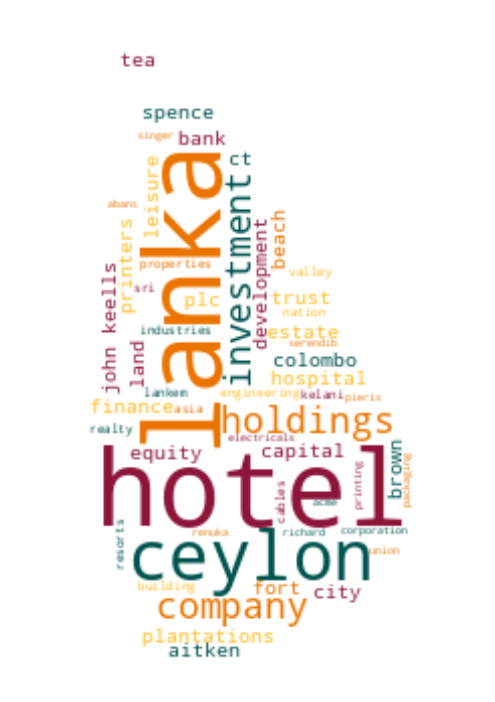 tea
spence
singer
bank
lanka
ct
leisure
investment
abans
beach
printers
development
properties
valley
john keells
sri
plc
trust
nation
industries
estate
serendib
land
colombo
hospital
lankem
engineering
kelani
pieris
finance
asia
holdings
realty
electricals
equity
capital
hotel
brown
packaging
printing
cables
acme
resorts
renuka
richard
corporation
ceylon
union
building
fort
city
company
plantations
aitken